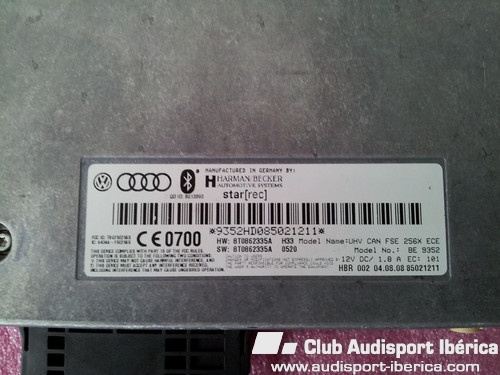 MANUFACTURED IN GERMANY BY:
HARMAN/BECKER
AUTOMOTIVE SYSTEMS
star[rec]
*9352HD085021211*
CE 0700
HW: 8T0862335A H33 Model Name:UHV CAN FSE 256X ECE
SW: 8T0862335A 0520 Model No.: BE 9352
12V DC/ 1.8 A EC: 101
HBR 002 04.08.08 85021211
Club Audisport Ibérica
www.audisport-iberica.com